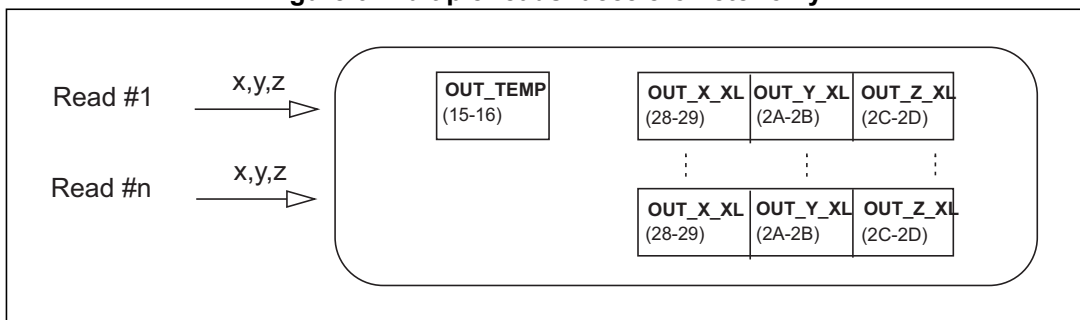 Read #1
x,y,z
OUT_TEMP
(15-16)
OUT_X_XL OUT_Y_XL OUT_Z_XL
(28-29) (2A-2B) (2C-2D)
Read #n
x,y,z
OUT_X_XL OUT_Y_XL OUT_Z_XL
(28-29) (2A-2B) (2C-2D)